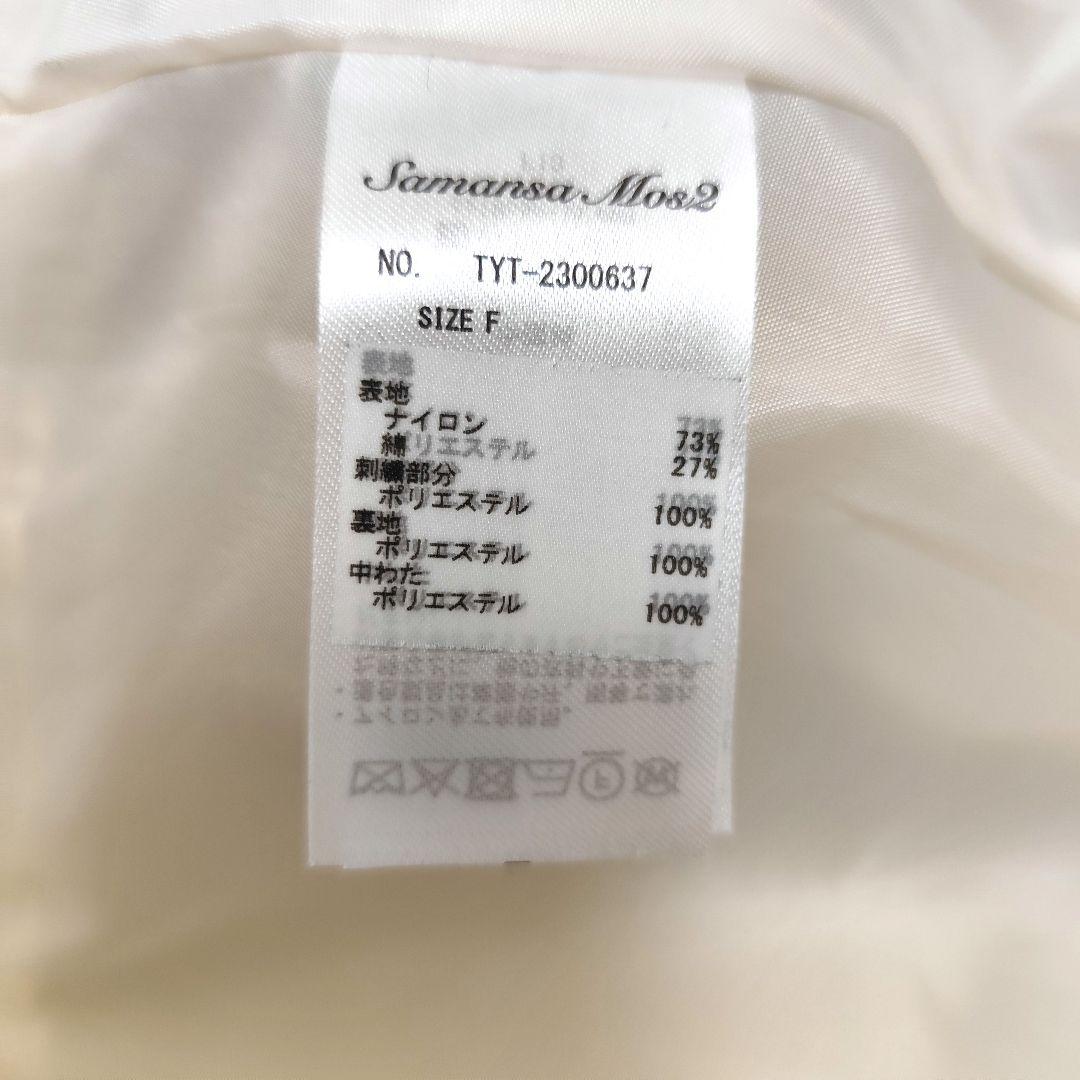 Samansa Mos2
NO. TYT-2300637
SIZE F
表地
ナイロン 73%
綿 27%
刺繍部分
ポリエステル 100%
裏地
ポリエステル 100%
中わた
ポリエステル 100%